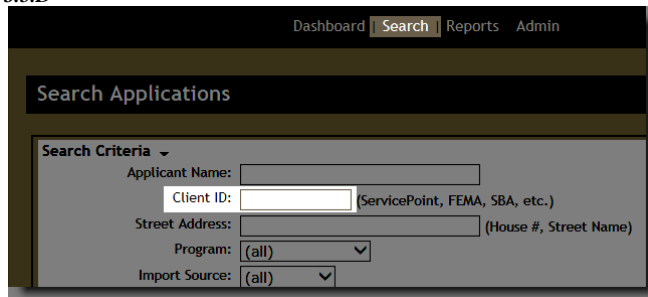 Dashboard | Search | Reports Admin
Search Applications
Search Criteria
Applicant Name:
Client ID: (ServicePoint, FEMA, SBA, etc.)
Street Address: (House #, Street Name)
Program: (all)
Import Source: (all)